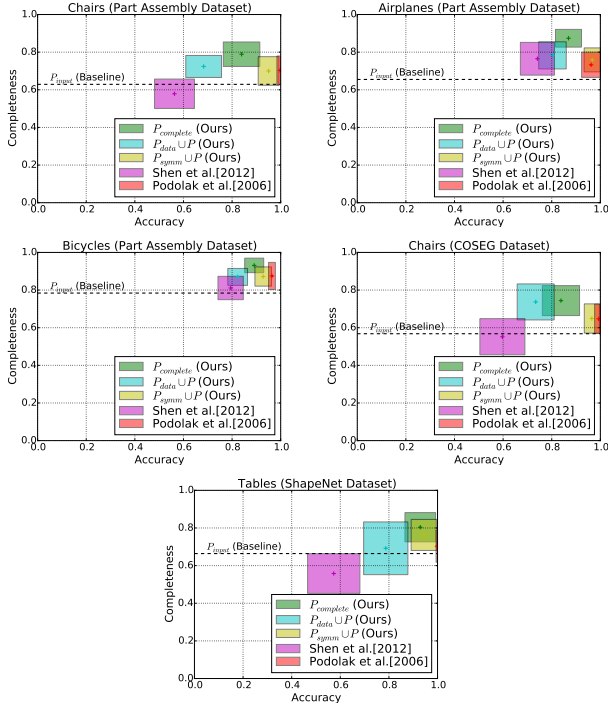 Chairs (Part Assembly Dataset)
1.0
0.8
0.6
0.4
0.2
0.0
Completeness
P_input (Baseline)
P_complete (Ours)
P_data ∪ P (Ours)
P_symm ∪ P (Ours)
Shen et al.[2012]
Podolak et al.[2006]
0.0 0.2 0.4 0.6 0.8 1.0
Accuracy
Airplanes (Part Assembly Dataset)
1.0
0.8
0.6
0.4
0.2
0.0
Completeness
P_input (Baseline)
P_complete (Ours)
P_data ∪ P (Ours)
P_symm ∪ P (Ours)
Shen et al.[2012]
Podolak et al.[2006]
0.0 0.2 0.4 0.6 0.8 1.0
Accuracy
Bicycles (Part Assembly Dataset)
1.0
0.8
0.6
0.4
0.2
0.0
Completeness
P_input (Baseline)
P_complete (Ours)
P_data ∪ P (Ours)
P_symm ∪ P (Ours)
Shen et al.[2012]
Podolak et al.[2006]
0.0 0.2 0.4 0.6 0.8 1.0
Accuracy
Chairs (COSEG Dataset)
1.0
0.8
0.6
0.4
0.2
0.0
Completeness
P_input (Baseline)
P_complete (Ours)
P_data ∪ P (Ours)
P_symm ∪ P (Ours)
Shen et al.[2012]
Podolak et al.[2006]
0.0 0.2 0.4 0.6 0.8 1.0
Accuracy
Tables (ShapeNet Dataset)
1.0
0.8
0.6
0.4
0.2
0.0
Completeness
P_input (Baseline)
P_complete (Ours)
P_data ∪ P (Ours)
P_symm ∪ P (Ours)
Shen et al.[2012]
Podolak et al.[2006]
0.0 0.2 0.4 0.6 0.8 1.0
Accuracy